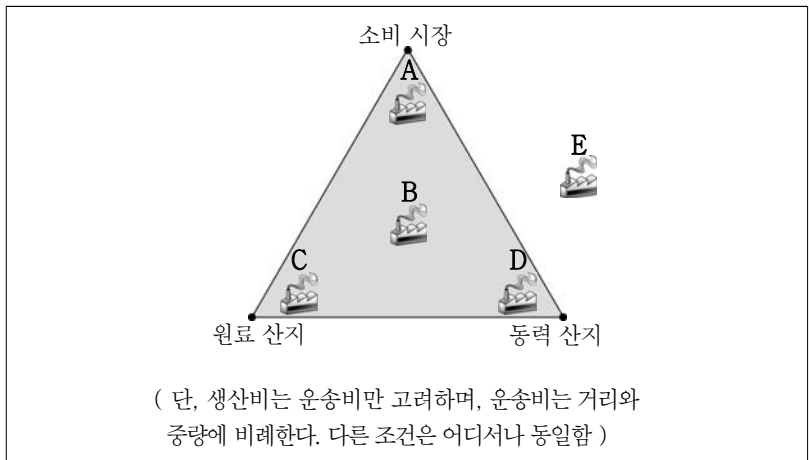 소비 시장
A
E
B
C
D
원료 산지
동력 산지
( 단, 생산비는 운송비만 고려하며, 운송비는 거리와
중량에 비례한다. 다른 조건은 어디서나 동일함 )